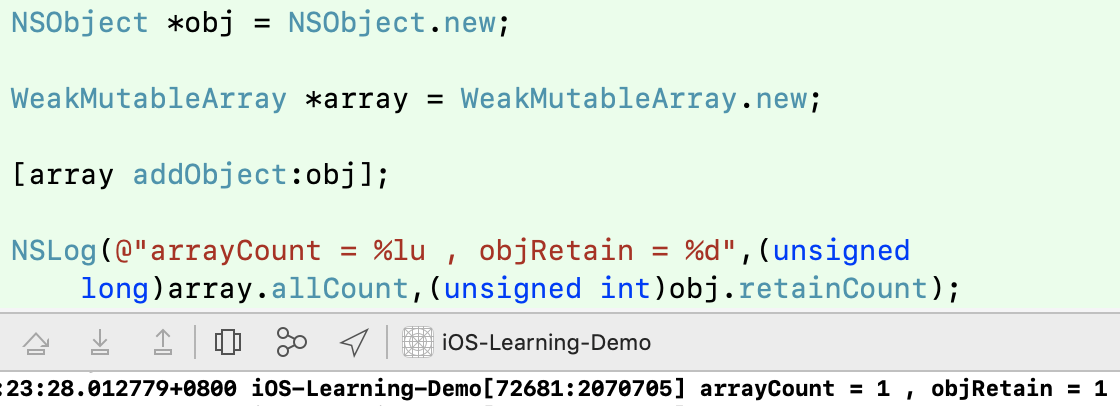 NSObject *obj = NSObject.new;
WeakMutableArray *array = WeakMutableArray.new;
[array addObject:obj];
NSLog(@"arrayCount = %lu , objRetain = %d",(unsigned
long)array.allCount,(unsigned int)obj.retainCount);
iOS-Learning-Demo
:23:28.012779+0800 iOS-Learning-Demo[72681:2070705] arrayCount = 1 , objRetain = 1